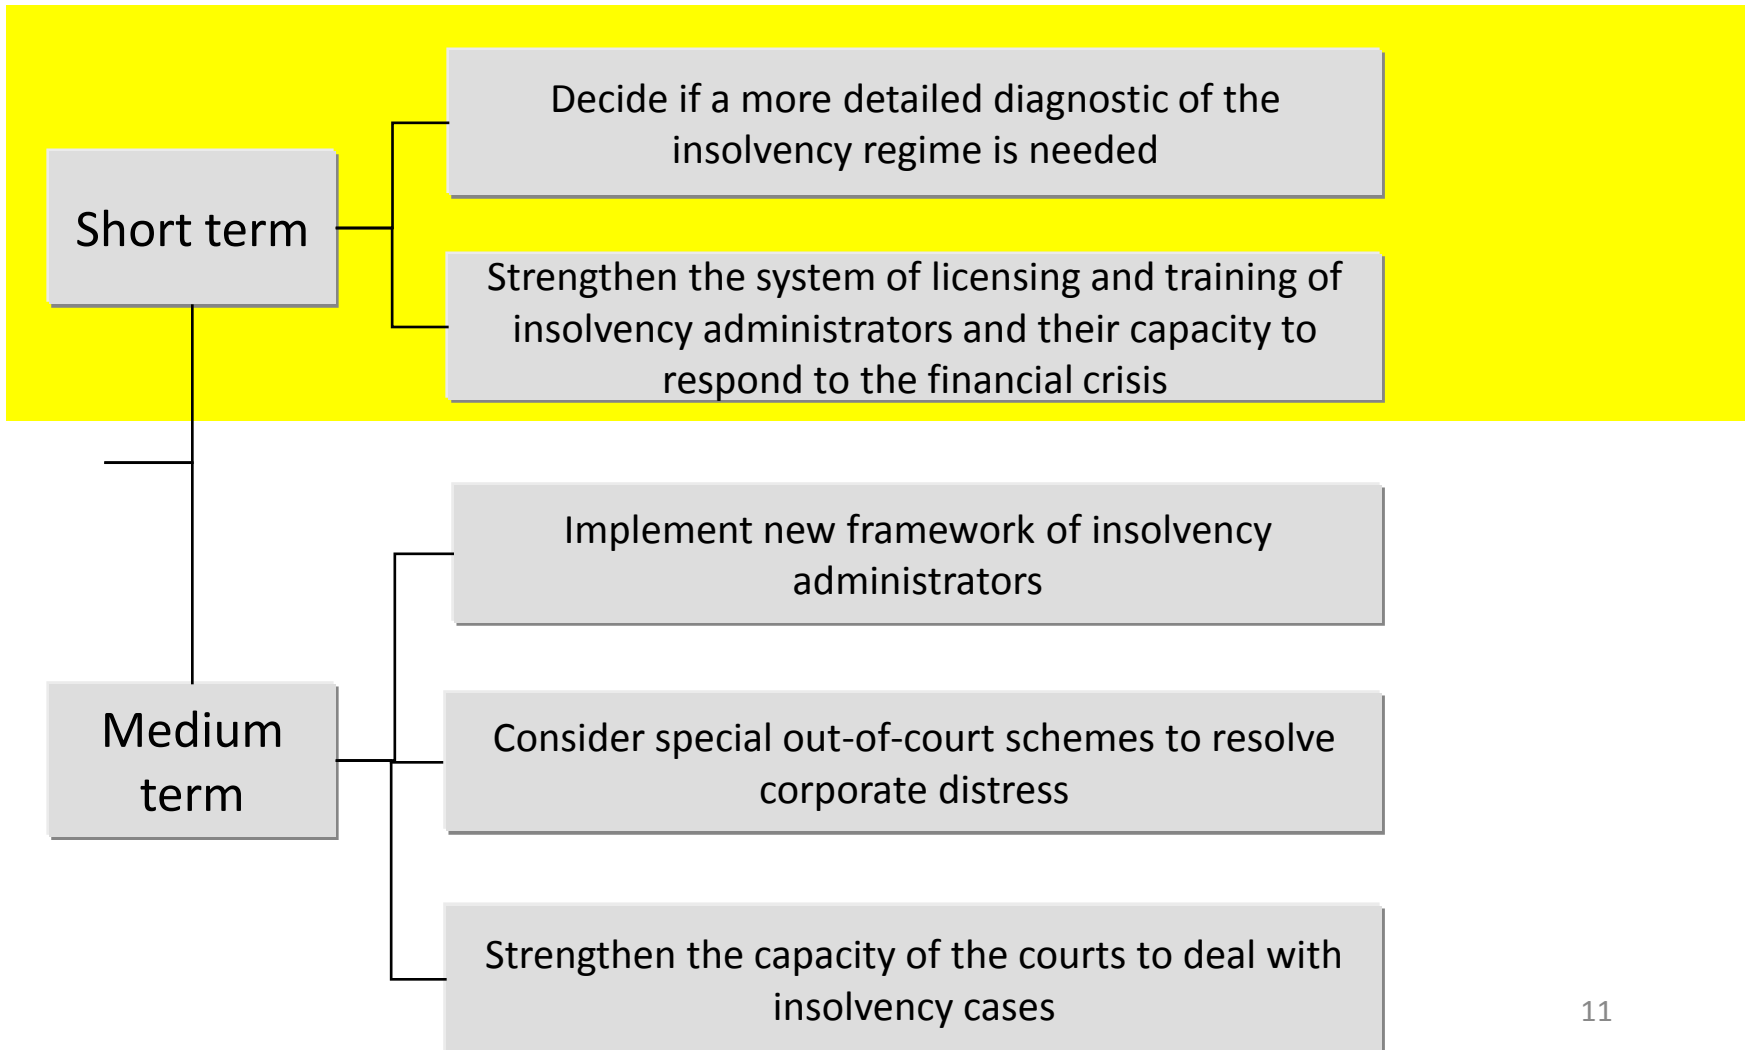 Decide if a more detailed diagnostic of the
insolvency regime is needed
Short term
Strengthen the system of licensing and training of
insolvency administrators and their capacity to
respond to the financial crisis
Implement new framework of insolvency
administrators
Medium
term
Consider special out-of-court schemes to resolve
corporate distress
Strengthen the capacity of the courts to deal with
insolvency cases
11